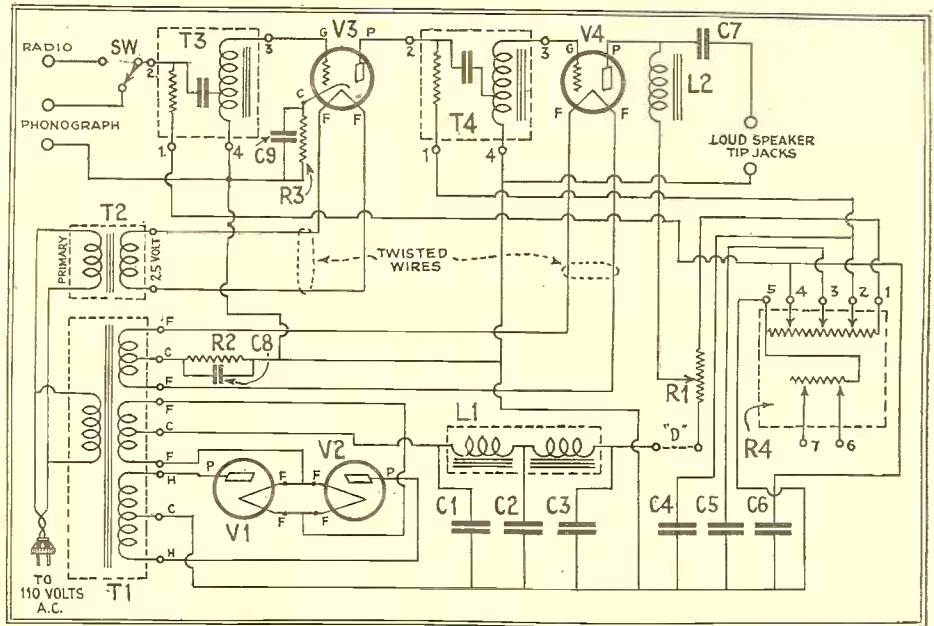 RADIO
SW
PHONOGRAPH
T3
2
3
1.
4
C9
R3
V3
G
P
C
F
F
2
3
1
4
T4
V4
G
P
F
F
C7
L2
LOUD SPEAKER
TIP JACKS
T2
PRIMARY
2.5 VOLT
TWISTED
WIRES
F
C
F
R2
C8
F
C
F
H
C
H
P
V1
F
F
F
F
V2
P
L1
"D"
R1
5
4
3
2
1
R4
7
6
C1
C2
C3
C4
C5
C6
TO
110 VOLTS
A.C.
T1